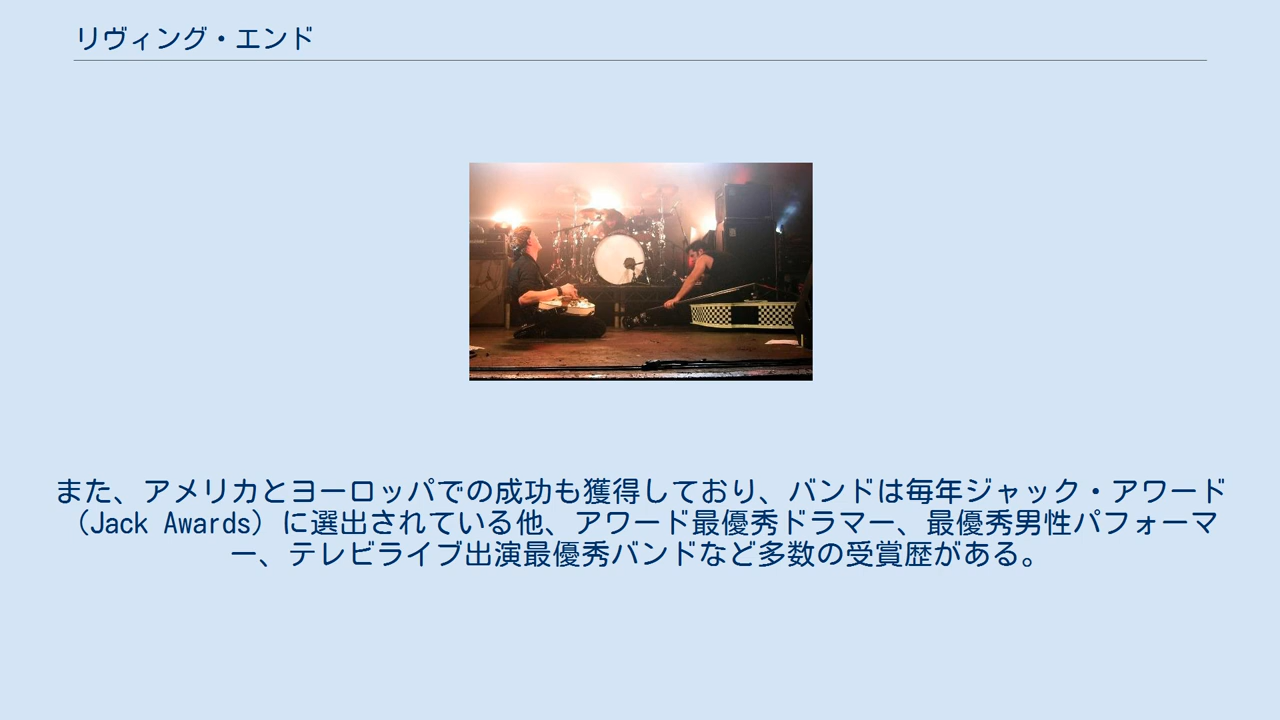 リヴィング・エンド
また、アメリカとヨーロッパでの成功も獲得しており、バンドは毎年ジャック・アワード
（Jack Awards）に選出されている他、アワード最優秀ドラマー、最優秀男性パフォーマ
ー、テレビライブ出演最優秀バンドなど多数の受賞歴がある。